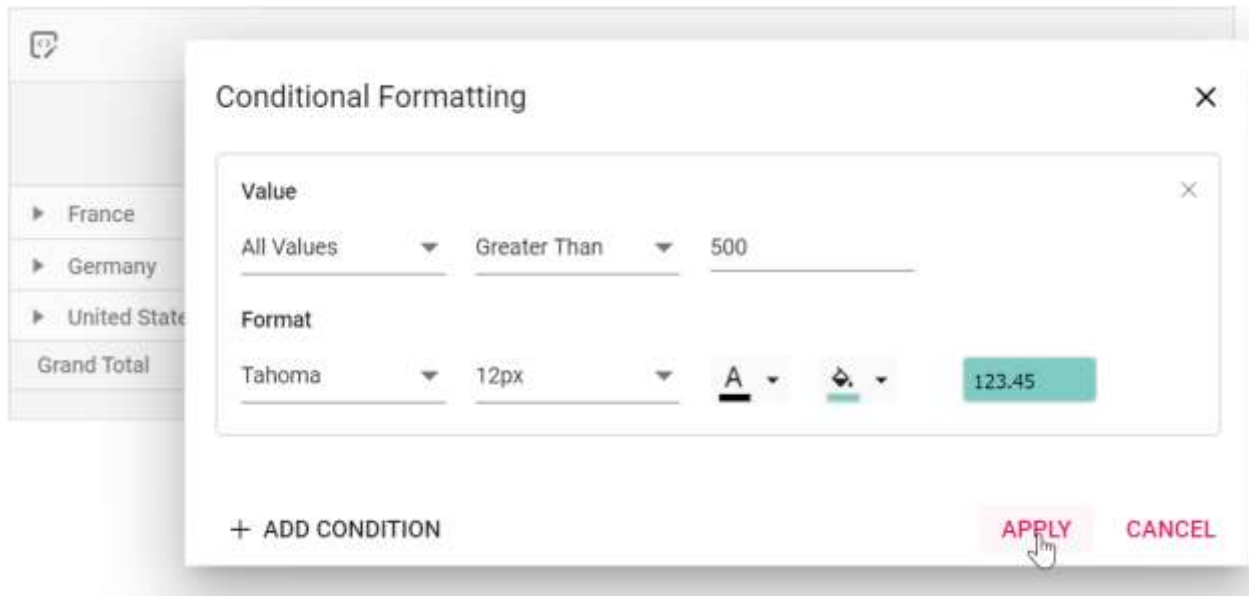 Conditional Formatting
Value
France
All Values
Greater Than
500
Germany
United State
Format
Grand Total
Tahoma
12px
A
123.45
+ ADD CONDITION
APPLY
CANCEL